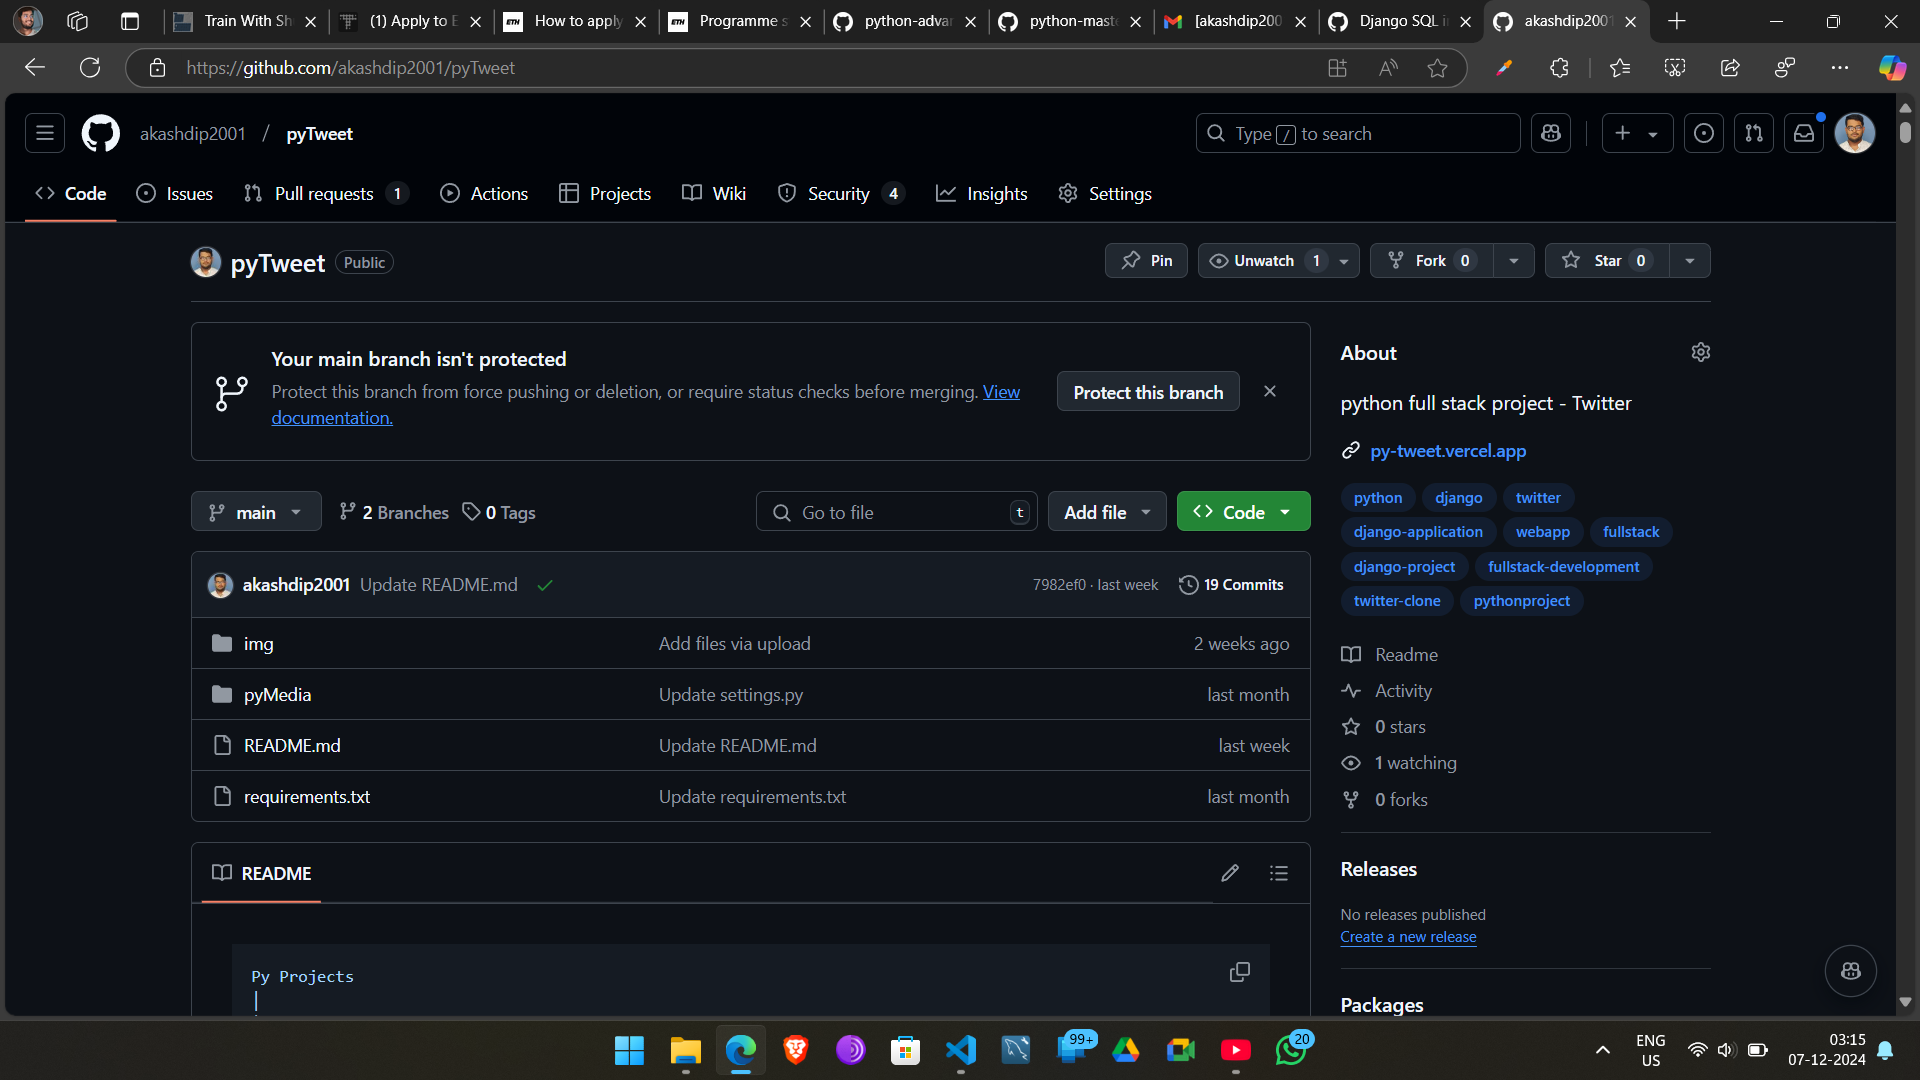 Train With Sh
(1) Apply to E
How to apply
Programme s
python-advan
python-maste
[akashdip200
Django SQL i
akashdip2001
https://github.com/akashdip2001/pyTweet
akashdip2001 / pyTweet
Type / to search
Code
Issues
Pull requests 1
Actions
Projects
Wiki
Security 4
Insights
Settings
pyTweet Public
Pin
Unwatch 1
Fork 0
Star 0
Your main branch isn't protected
Protect this branch from force pushing or deletion, or require status checks before merging. View
documentation.
Protect this branch
main
2 Branches
0 Tags
Go to file
t
Add file
Code
akashdip2001 Update README.md
7982ef0 · last week
19 Commits
img Add files via upload 2 weeks ago
pyMedia Update settings.py last month
README.md Update README.md last week
requirements.txt Update requirements.txt last month
README
Py Projects
About
python full stack project - Twitter
py-tweet.vercel.app
python django twitter
django-application webapp fullstack
django-project fullstack-development
twitter-clone pythonproject
Readme
Activity
0 stars
1 watching
0 forks
Releases
No releases published
Create a new release
Packages
99+
20
ENG
US
03:15
07-12-2024